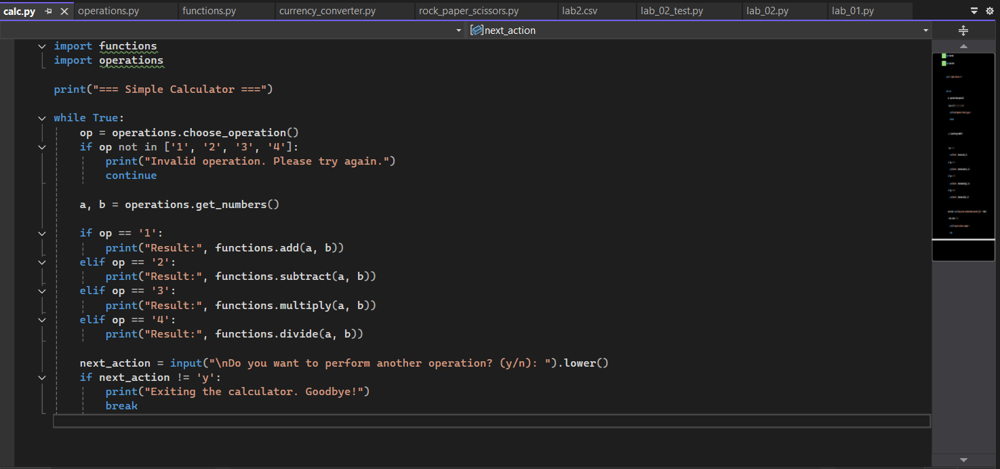 calc.py operations.py functions.py currency_converter.py rock_paper_scissors.py lab2.csv lab_02_test.py lab_02.py lab_01.py
next_action
import functions
import operations
print("=== Simple Calculator ===")
while True:
op = operations.choose_operation()
if op not in ['1', '2', '3', '4']:
print("Invalid operation. Please try again.")
continue
a, b = operations.get_numbers()
if op == '1':
print("Result:", functions.add(a, b))
elif op == '2':
print("Result:", functions.subtract(a, b))
elif op == '3':
print("Result:", functions.multiply(a, b))
elif op == '4':
print("Result:", functions.divide(a, b))
next_action = input("\nDo you want to perform another operation? (y/n): ").lower()
if next_action != 'y':
print("Exiting the calculator. Goodbye!")
break